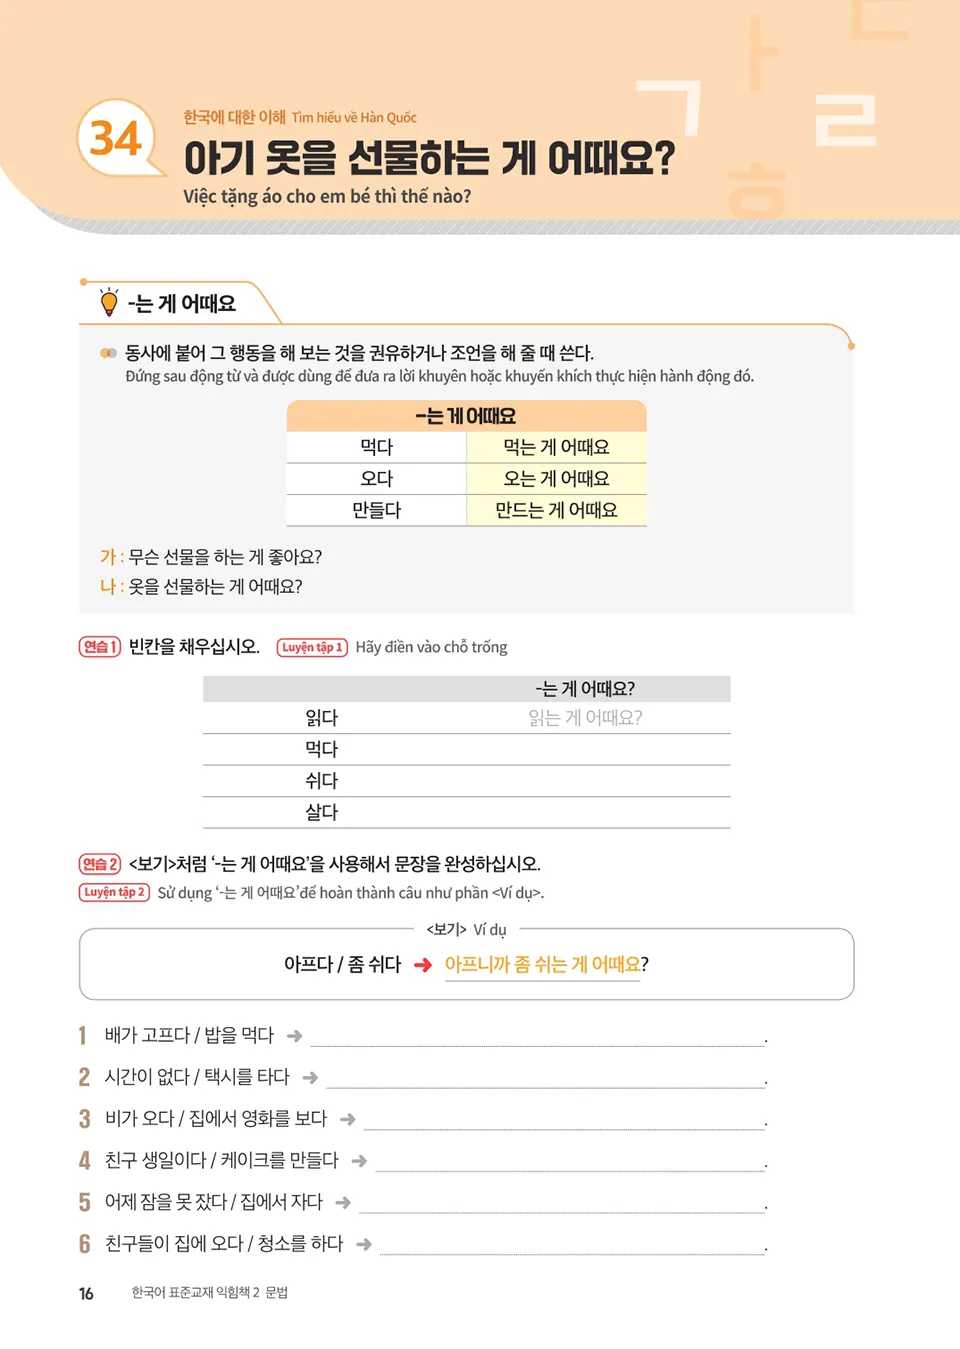 34
한국에 대한 이해 Tìm hiểu về Hàn Quốc
아기 옷을 선물하는 게 어때요?
Việc tặng áo cho em bé thì thế nào?
ㄱ ㅏ ㄹ ㅎ ㄷ
-는 게 어때요
동사에 붙어 그 행동을 해 보는 것을 권유하거나 조언을 해 줄 때 쓴다.
Đứng sau động từ và được dùng để đưa ra lời khuyên hoặc khuyến khích thực hiện hành động đó.
-는 게 어때요
먹다 먹는 게 어때요
오다 오는 게 어때요
만들다 만드는 게 어때요
가 : 무슨 선물을 하는 게 좋아요?
나 : 옷을 선물하는 게 어때요?
연습 1 빈칸을 채우십시오. Luyện tập 1 Hãy điền vào chỗ trống
-는 게 어때요?
읽다 읽는 게 어때요?
먹다
쉬다
살다
연습 2 <보기>처럼 ‘-는 게 어때요’을 사용해서 문장을 완성하십시오.
Luyện tập 2 Sử dụng ‘-는 게 어때요’để hoàn thành câu như phần <Ví dụ>.
<보기> Ví dụ
아프다 / 좀 쉬다 ➜ 아프니까 좀 쉬는 게 어때요?
1 배가 고프다 / 밥을 먹다 ➜ .
2 시간이 없다 / 택시를 타다 ➜ .
3 비가 오다 / 집에서 영화를 보다 ➜ .
4 친구 생일이다 / 케이크를 만들다 ➜ .
5 어제 잠을 못 잤다 / 집에서 자다 ➜ .
6 친구들이 집에 오다 / 청소를 하다 ➜ .
16 한국어 표준교재 익힘책 2 문법